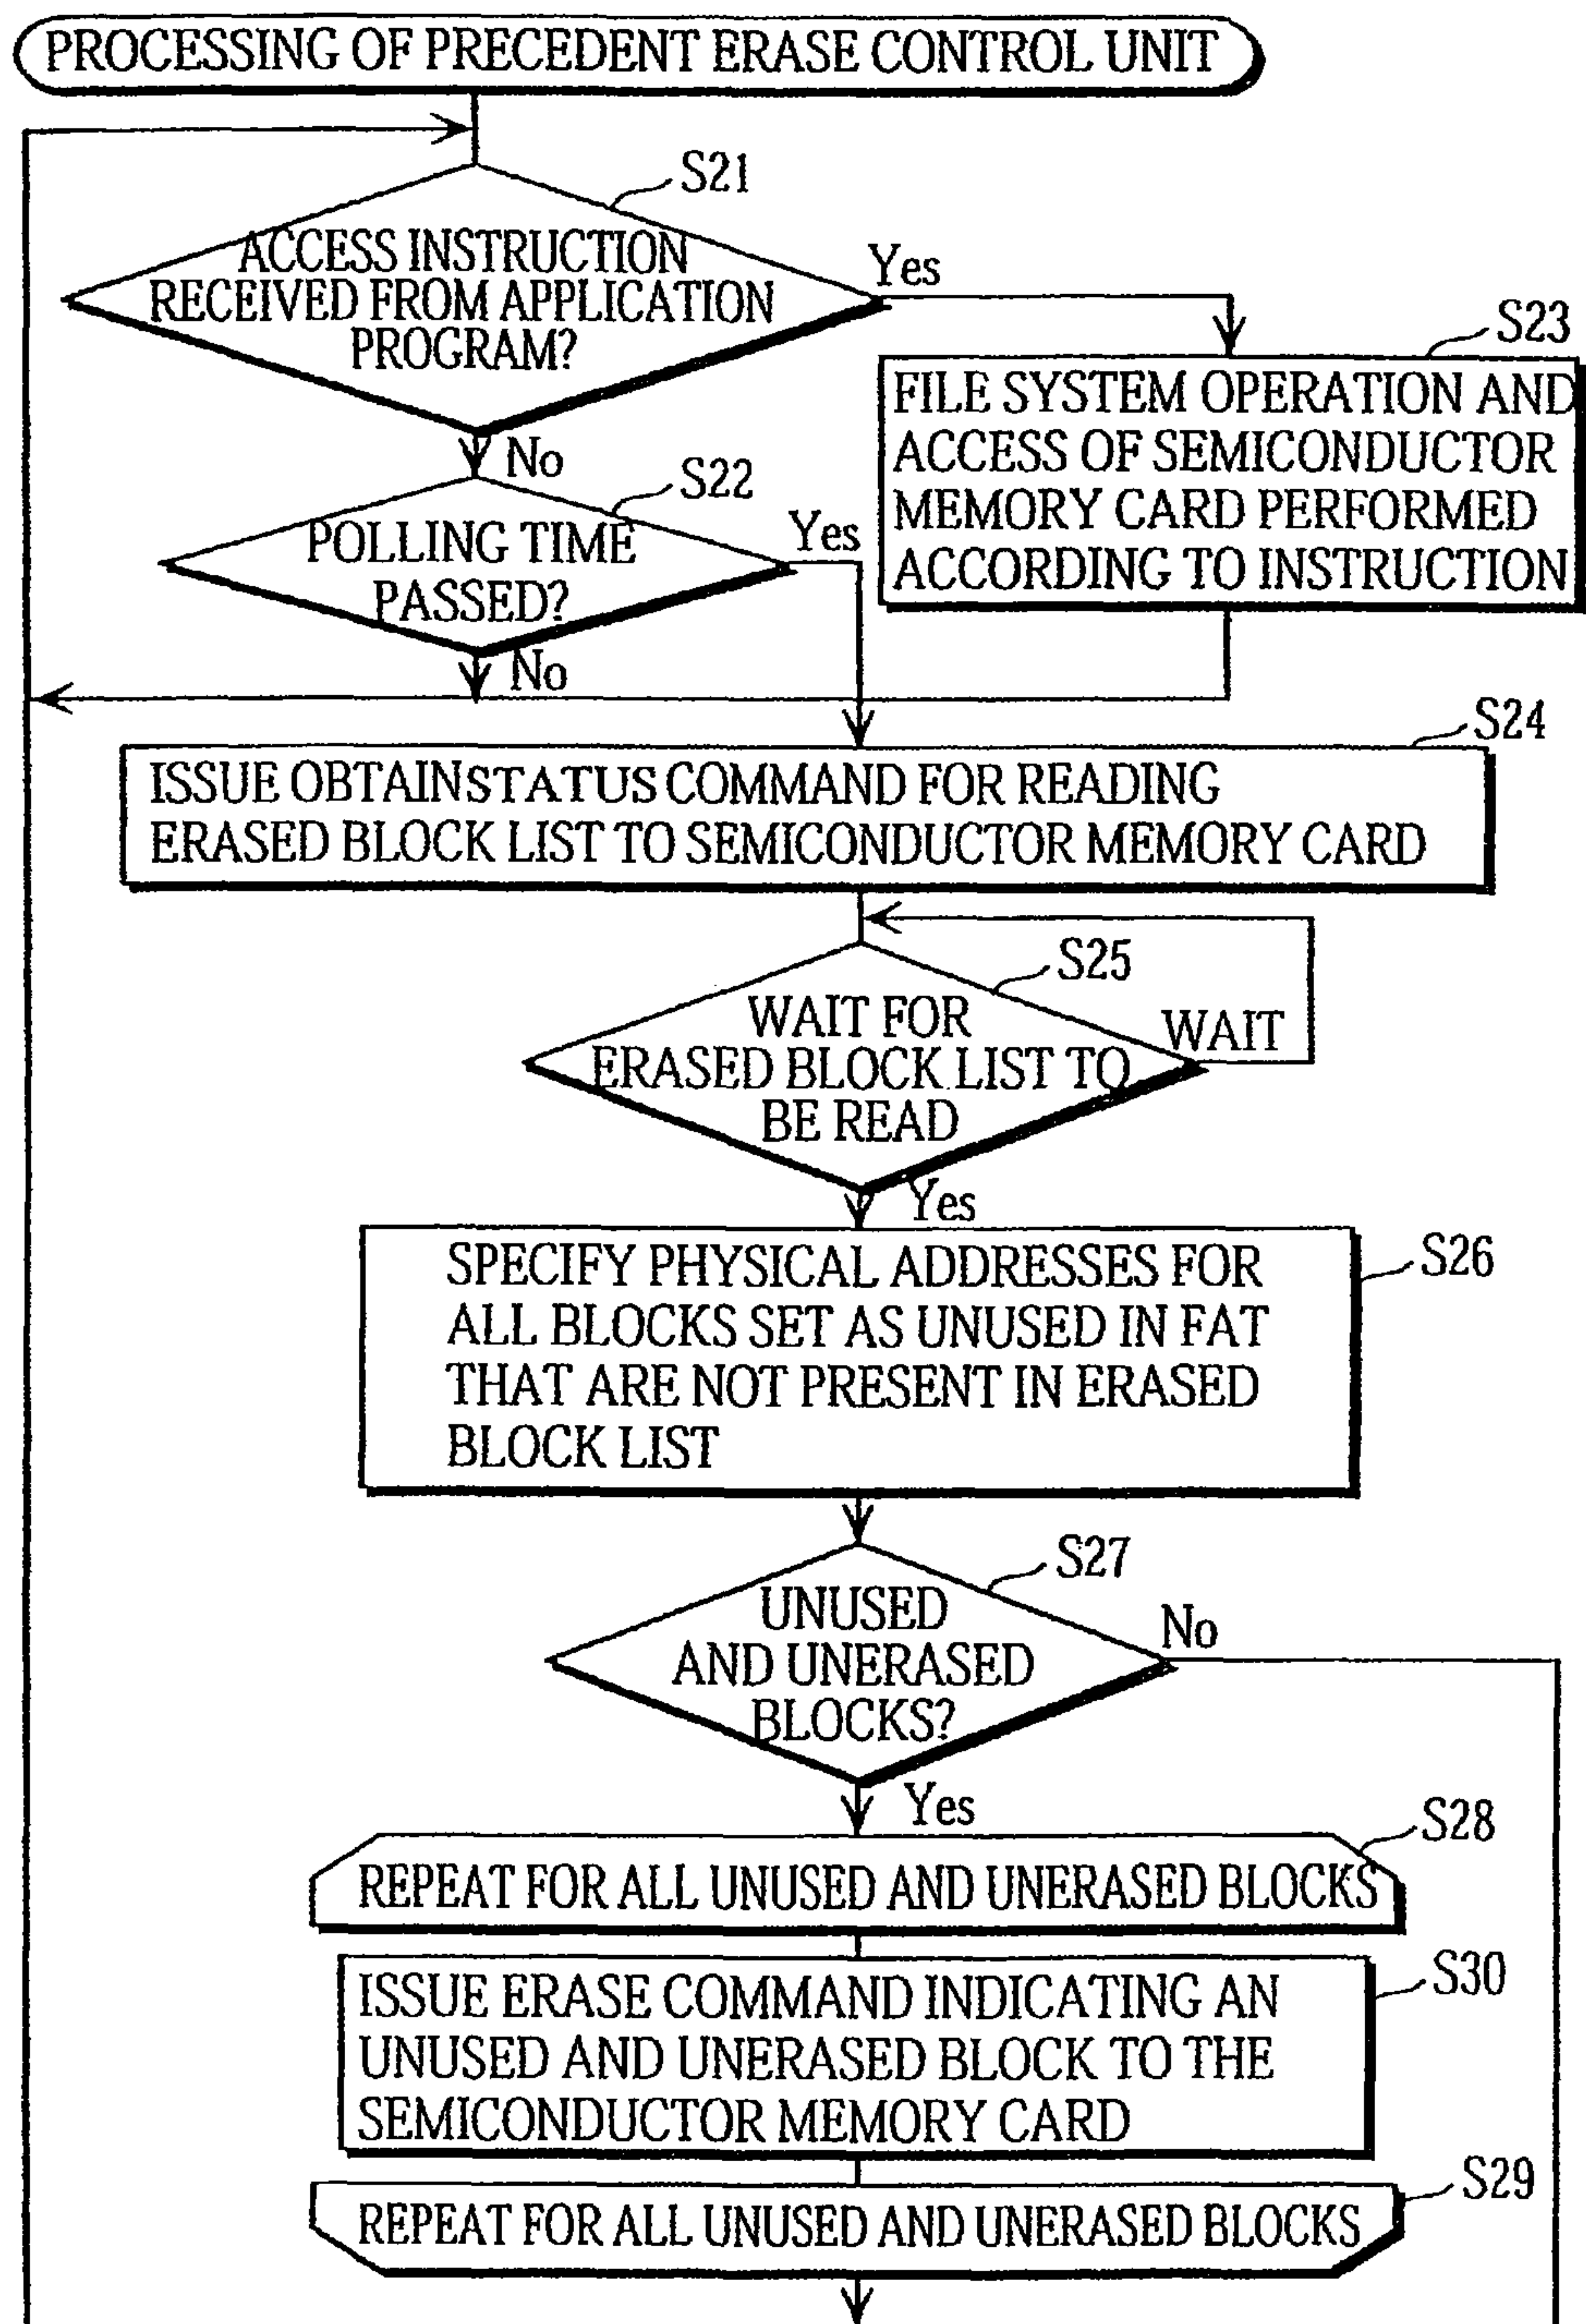 PROCESSING OF PRECEDENT ERASE CONTROL UNIT
S21
ACCESS INSTRUCTION
RECEIVED FROM APPLICATION
PROGRAM?
Yes
No
S23
FILE SYSTEM OPERATION AND
ACCESS OF SEMICONDUCTOR
MEMORY CARD PERFORMED
ACCORDING TO INSTRUCTION
S22
POLLING TIME
PASSED?
Yes
No
S24
ISSUE OBTAIN STATUS COMMAND FOR READING
ERASED BLOCK LIST TO SEMICONDUCTOR MEMORY CARD
S25
WAIT FOR
ERASED BLOCK LIST TO
BE READ
WAIT
Yes
S26
SPECIFY PHYSICAL ADDRESSES FOR
ALL BLOCKS SET AS UNUSED IN FAT
THAT ARE NOT PRESENT IN ERASED
BLOCK LIST
S27
UNUSED
AND UNERASED
BLOCKS?
No
Yes
S28
REPEAT FOR ALL UNUSED AND UNERASED BLOCKS
S30
ISSUE ERASE COMMAND INDICATING AN
UNUSED AND UNERASED BLOCK TO THE
SEMICONDUCTOR MEMORY CARD
S29
REPEAT FOR ALL UNUSED AND UNERASED BLOCKS